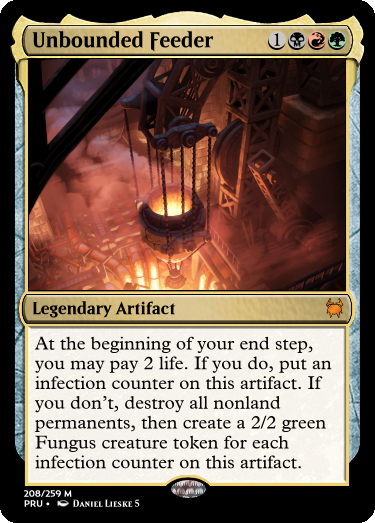 Unbounded Feeder 1
Legendary Artifact
At the beginning of your end step,
you may pay 2 life. If you do, put an
infection counter on this artifact. If
you don't, destroy all nonland
permanents, then create a 2/2 green
Fungus creature token for each
infection counter on this artifact.
208/259 M
PRU • Daniel Lieske 5